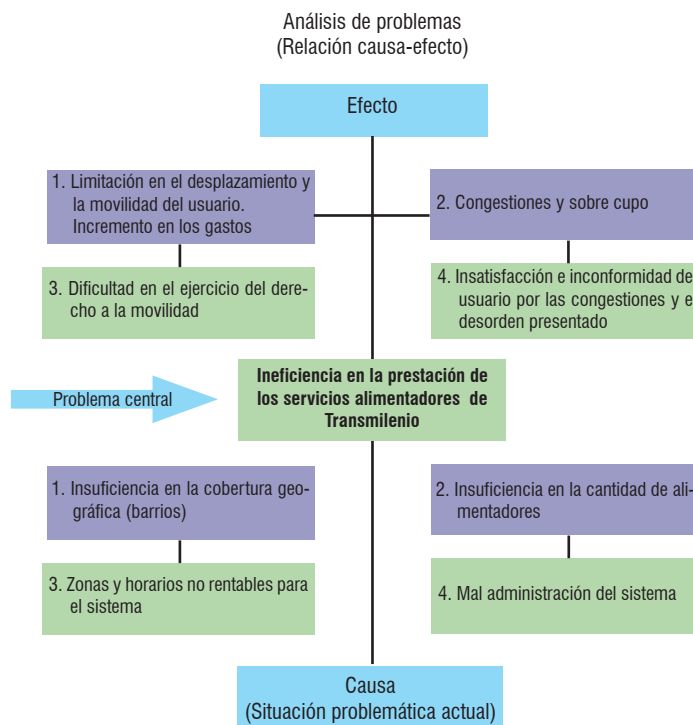 Análisis de problemas
(Relación causa-efecto)
Efecto
1. Limitación en el desplazamiento y
la movilidad del usuario.
Incremento en los gastos
2. Congestiones y sobre cupo
3. Dificultad en el ejercicio del dere-
cho a la movilidad
4. Insatisfacción e inconformidad de
usuario por las congestiones y e
desorden presentado
Problema central
Ineficiencia en la prestación de
los servicios alimentadores de
Transmilenio
1. Insuficiencia en la cobertura geo-
gráfica (barrios)
2. Insuficiencia en la cantidad de ali-
mentadores
3. Zonas y horarios no rentables para
el sistema
4. Mal administración del sistema
Causa
(Situación problemática actual)